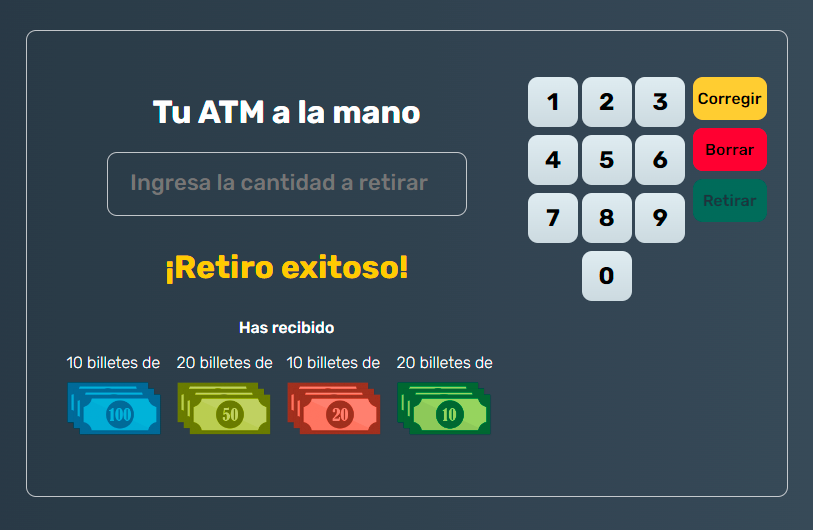 Tu ATM a la mano
Ingresa la cantidad a retirar
¡Retiro exitoso!
Has recibido
10 billetes de 20 billetes de 10 billetes de 20 billetes de
100 50 20 10
1 2 3 Corregir
4 5 6 Borrar
7 8 9 Retirar
0